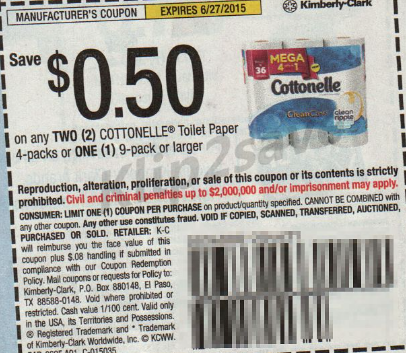 MANUFACTURER'S COUPON EXPIRES 6/27/2015 Kimberly-Clark
Save
$0.50
36
MEGA
Cottonelle
on any TWO (2) COTTONELLE® Toilet Paper
4-packs or ONE (1) 9-pack or larger
Reproduction, alteration, proliferation, or sale of this coupon or its contents is strictly
prohibited. Civil and criminal penalties up to $2,000,000 and/or imprisonment may apply.
CONSUMER: LIMIT ONE (1) COUPON PER PURCHASE on product/quantity specified. CANNOT BE COMBINED with
any other coupon. Any other use constitutes fraud. VOID IF COPIED, SCANNED, TRANSFERRED, AUCTIONED,
PURCHASED OR SOLD. RETAILER: K-C
will reimburse you the face value of this
coupon plus $.08 handling if submitted in
compliance with our Coupon Redemption
Policy. Mail coupons or requests for Policy to:
Kimberly-Clark, P.O. Box 880148, El Paso,
TX 88588-0148. Void where prohibited or
restricted. Cash value 1/100 cent. Valid only
in the USA, its Territories and Possessions.
® Registered Trademark and * Trademark
of Kimberly-Clark Worldwide, Inc. © KCWW.
C-015035